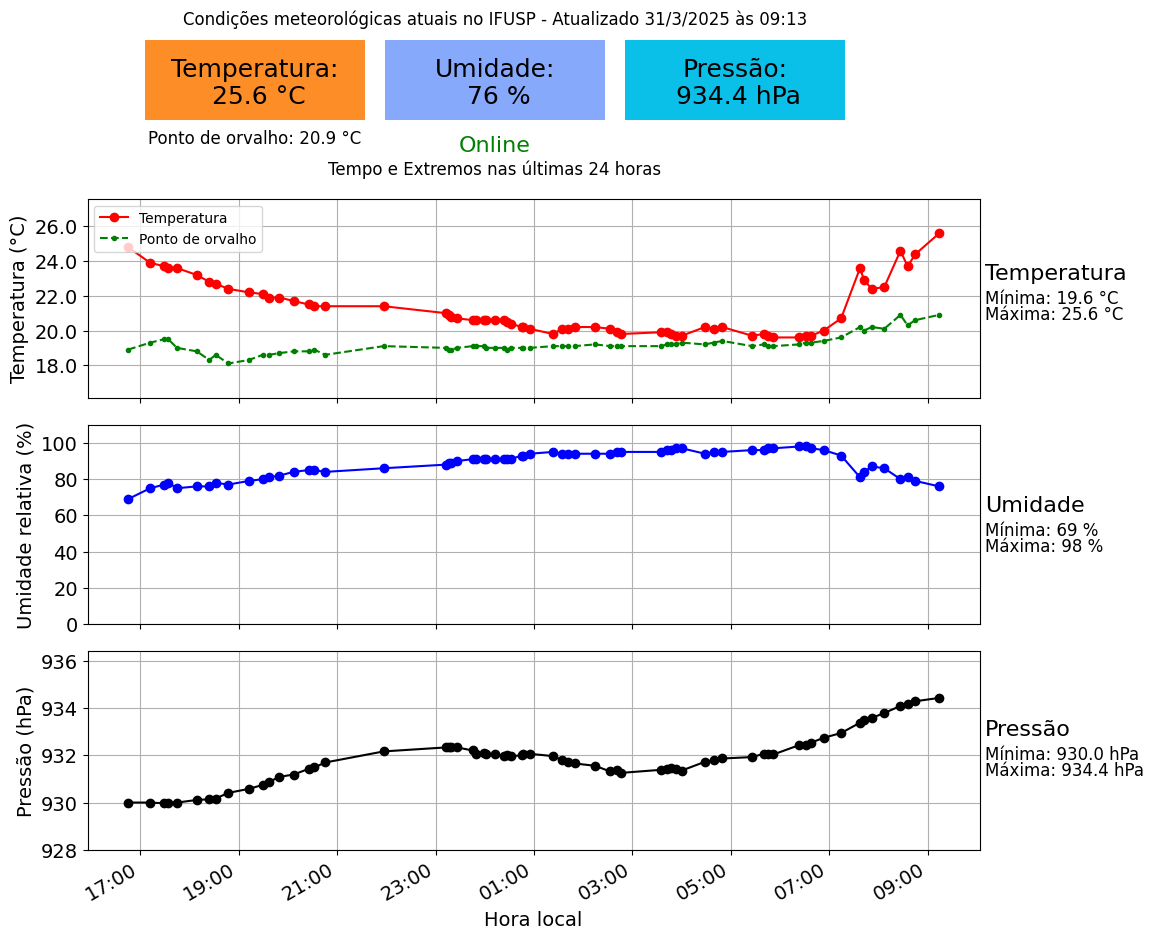 Condições meteorológicas atuais no IFUSP - Atualizado 31/3/2025 às 09:13
Temperatura:
25.6 °C
Umidade:
76 %
Pressão:
934.4 hPa
Ponto de orvalho: 20.9 °C
Online
Tempo e Extremos nas últimas 24 horas
Temperatura (°C)
26.0
24.0
22.0
20.0
18.0
Temperatura
Ponto de orvalho
Temperatura
Mínima: 19.6 °C
Máxima: 25.6 °C
Umidade relativa (%)
100
80
60
40
20
0
Umidade
Mínima: 69 %
Máxima: 98 %
Pressão (hPa)
936
934
932
930
928
Pressão
Mínima: 930.0 hPa
Máxima: 934.4 hPa
17:00 19:00 21:00 23:00 01:00 03:00 05:00 07:00 09:00
Hora local